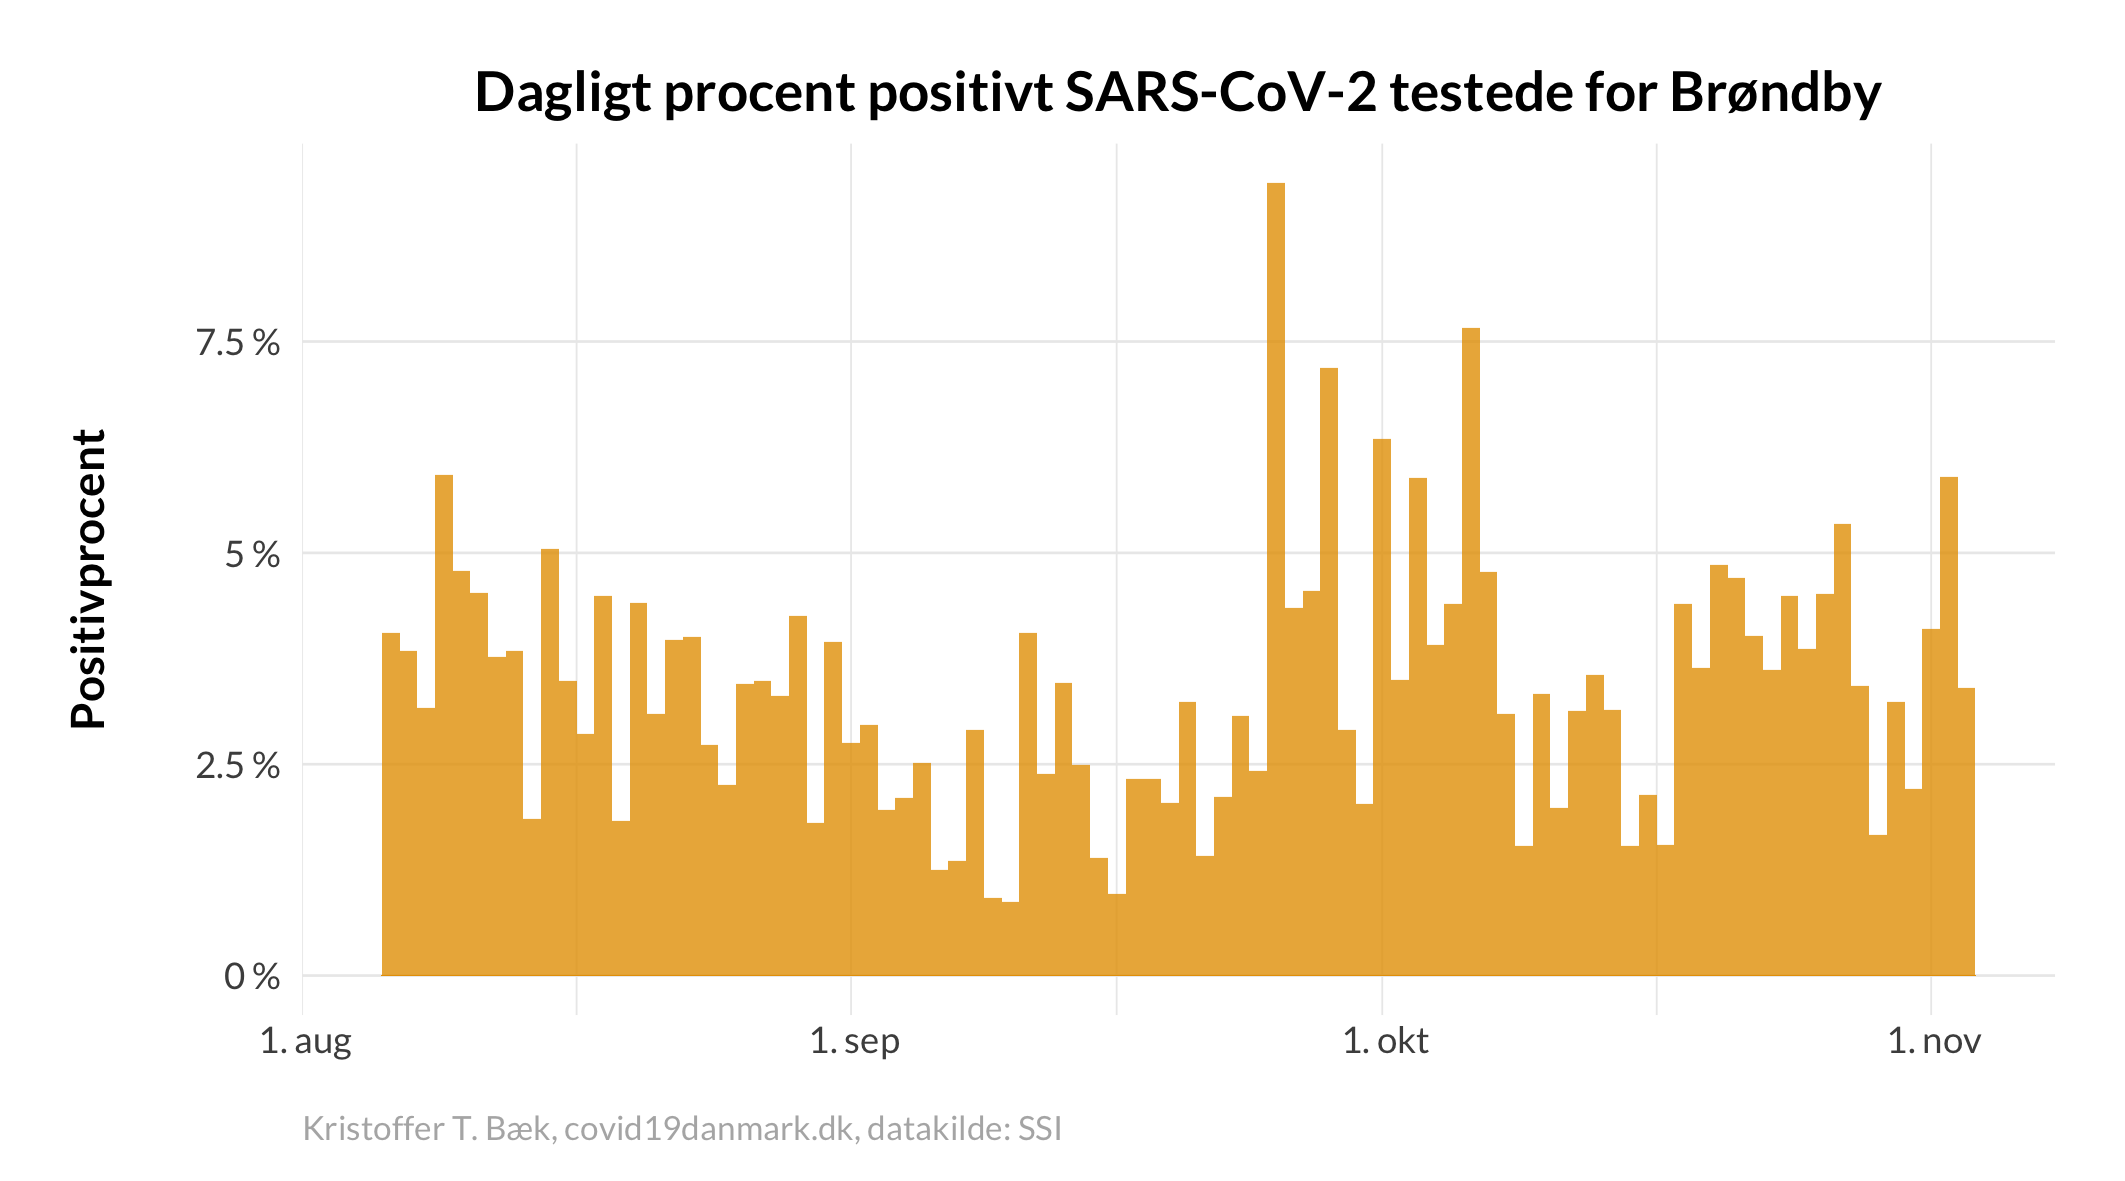 Dagligt procent positivt SARS-CoV-2 testede for Brøndby
Positivprocent
7.5 %
5 %
2.5 %
0 %
1. aug
1. sep
1. okt
1. nov
Kristoffer T. Bæk, covid19danmark.dk, datakilde: SSI